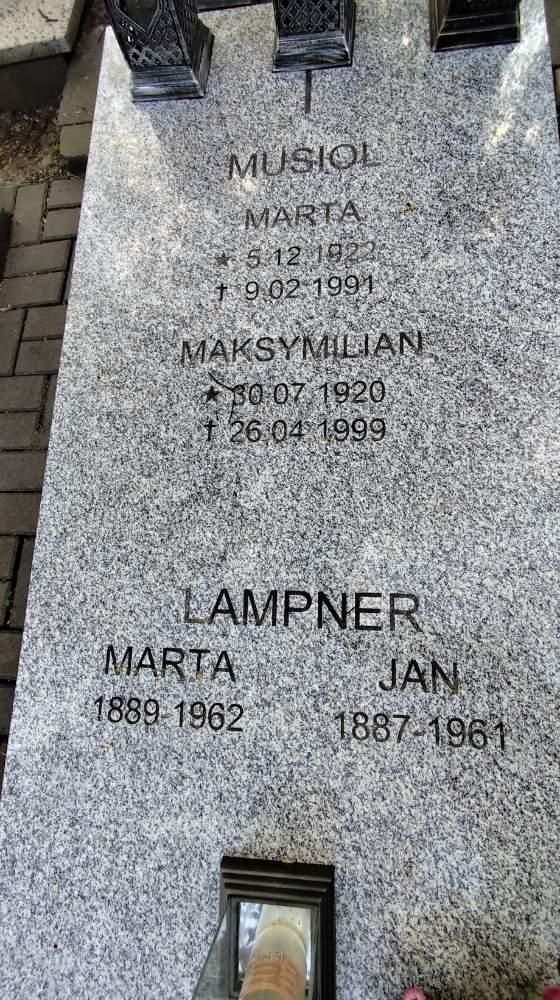 MUSIOL
MARTA
★ 5.12 1922
† 9.02 1991
MAKSYMILIAN
★ 30.07.1920
† 26.04.1999
LAMPNER
MARTA JAN
1889-1962 1887-1961